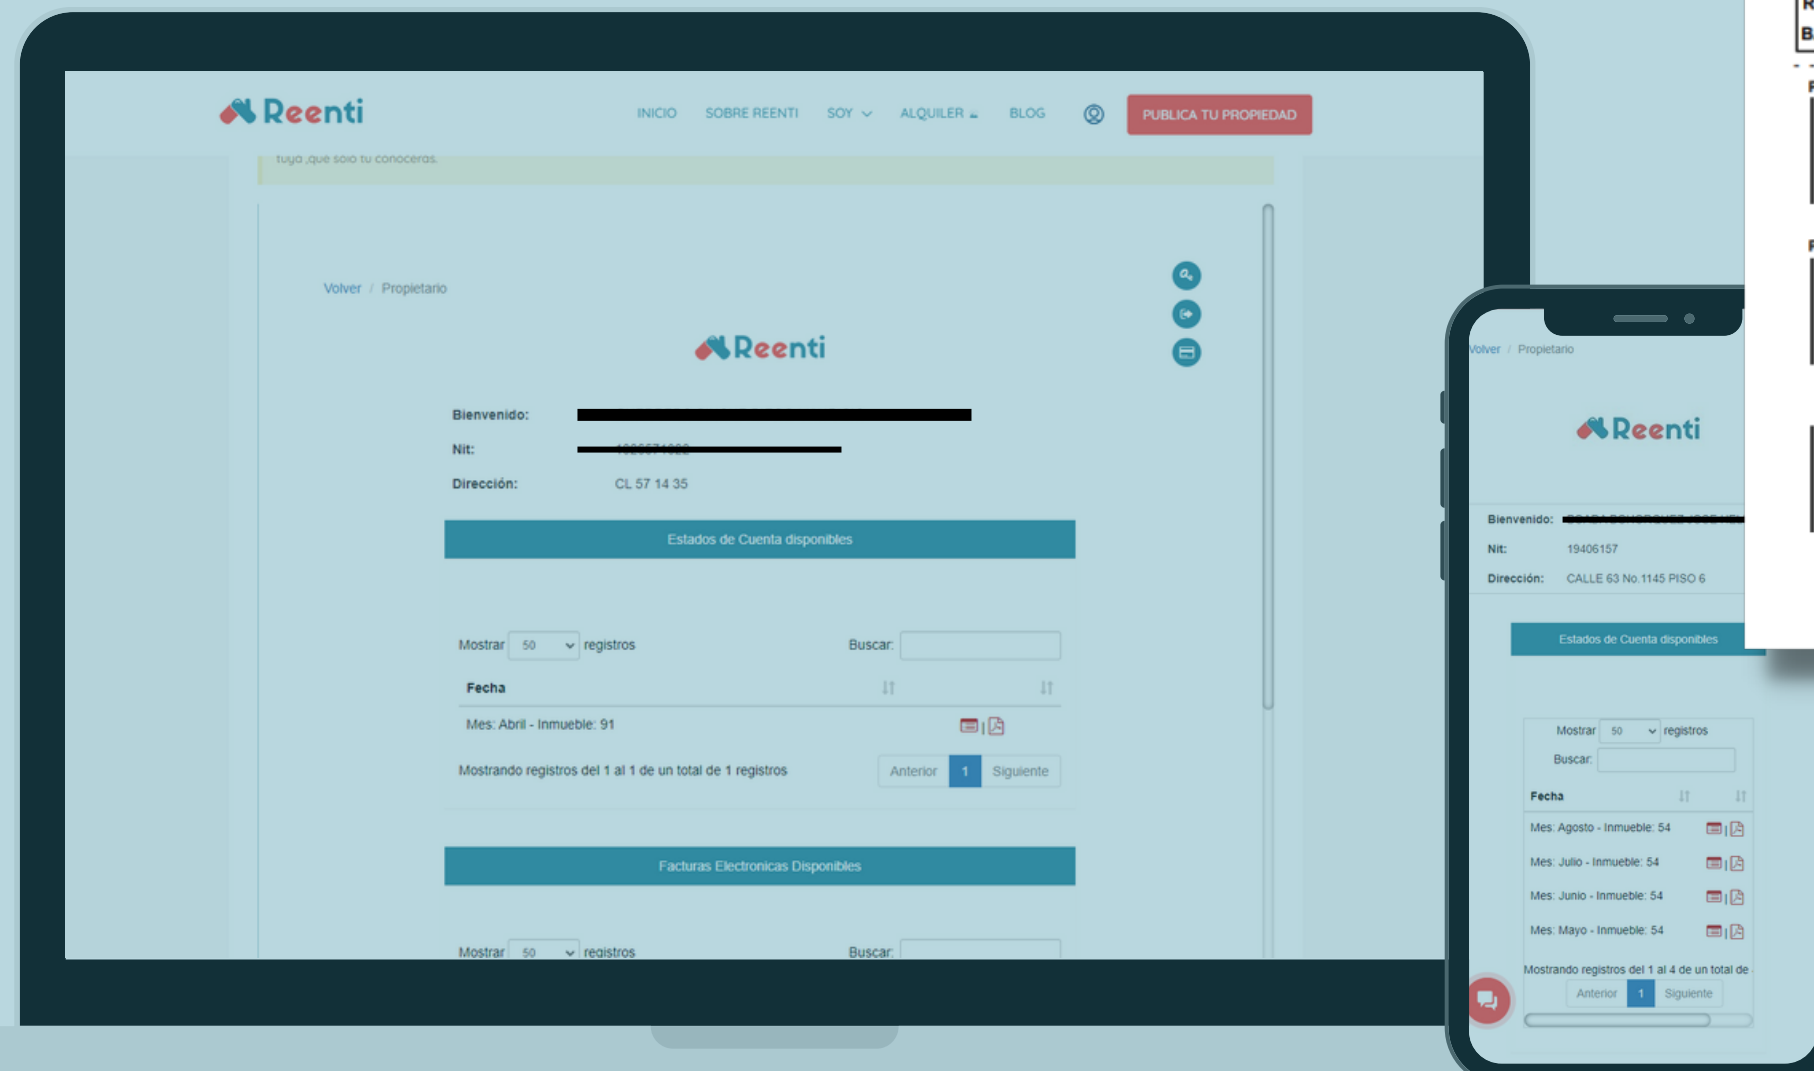 Reenti
INICIO SOBRE REENTI SOY ALQUILER BLOG PUBLICA TU PROPIEDAD
tuya ,que solo tu conoceras.
Volver / Propietario
Reenti
Bienvenido:
Nit:
Dirección: CL 57 14 35
Estados de Cuenta disponibles
Mostrar 50 registros Buscar:
Fecha
Mes: Abril - Inmueble: 91
Mostrando registros del 1 al 1 de un total de 1 registros Anterior 1 Siguiente
Facturas Electronicas Disponibles
Mostrar 50 registros Buscar:
Volver / Propietario
Reenti
Bienvenido:
Nit: 19406157
Dirección: CALLE 63 No.1145 PISO 6
Estados de Cuenta disponibles
Mostrar 50 registros
Buscar:
Fecha
Mes: Agosto - Inmueble: 54
Mes: Julio - Inmueble: 54
Mes: Junio - Inmueble: 54
Mes: Mayo - Inmueble: 54
Mostrando registros del 1 al 4 de un total de
Anterior 1 Siguiente